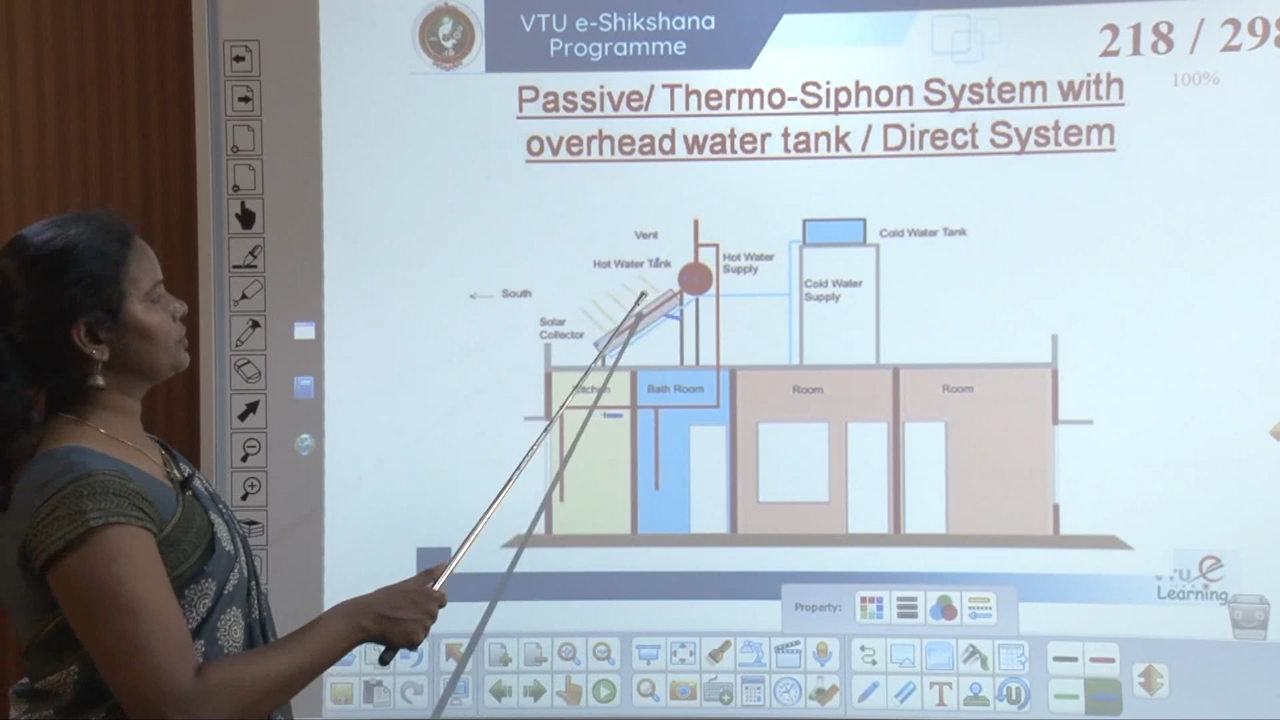 VTU e-Shikshana
Programme
218 / 298
100%
Passive/ Thermo-Siphon System with
overhead water tank / Direct System
Vent
Cold Water Tank
Hot Water Tank
Hot Water
Supply
Cold Water
Supply
South
Solar
Collector
Kitchen
Bath Room
Room
Room
VTU e
Learning
Property: